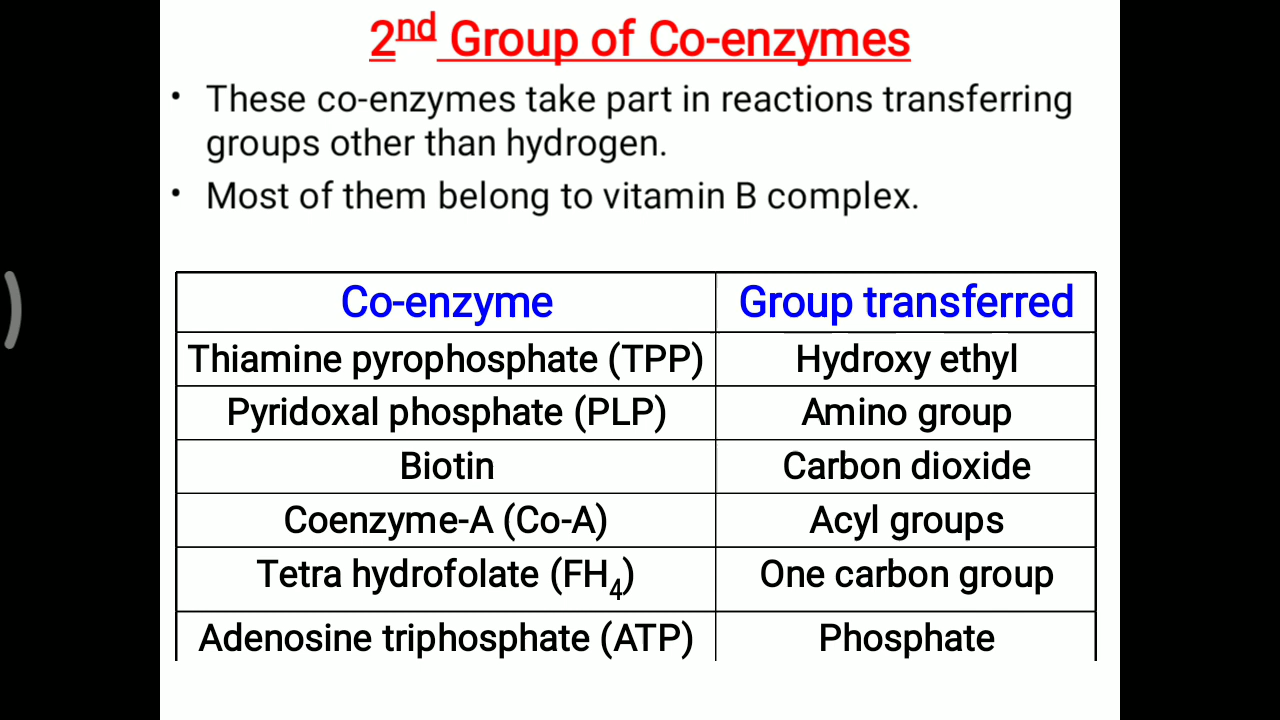 2nd Group of Co-enzymes
• These co-enzymes take part in reactions transferring
groups other than hydrogen.
• Most of them belong to vitamin B complex.
Co-enzyme Group transferred
Thiamine pyrophosphate (TPP) Hydroxy ethyl
Pyridoxal phosphate (PLP) Amino group
Biotin Carbon dioxide
Coenzyme-A (Co-A) Acyl groups
Tetra hydrofolate (FH4) One carbon group
Adenosine triphosphate (ATP) Phosphate